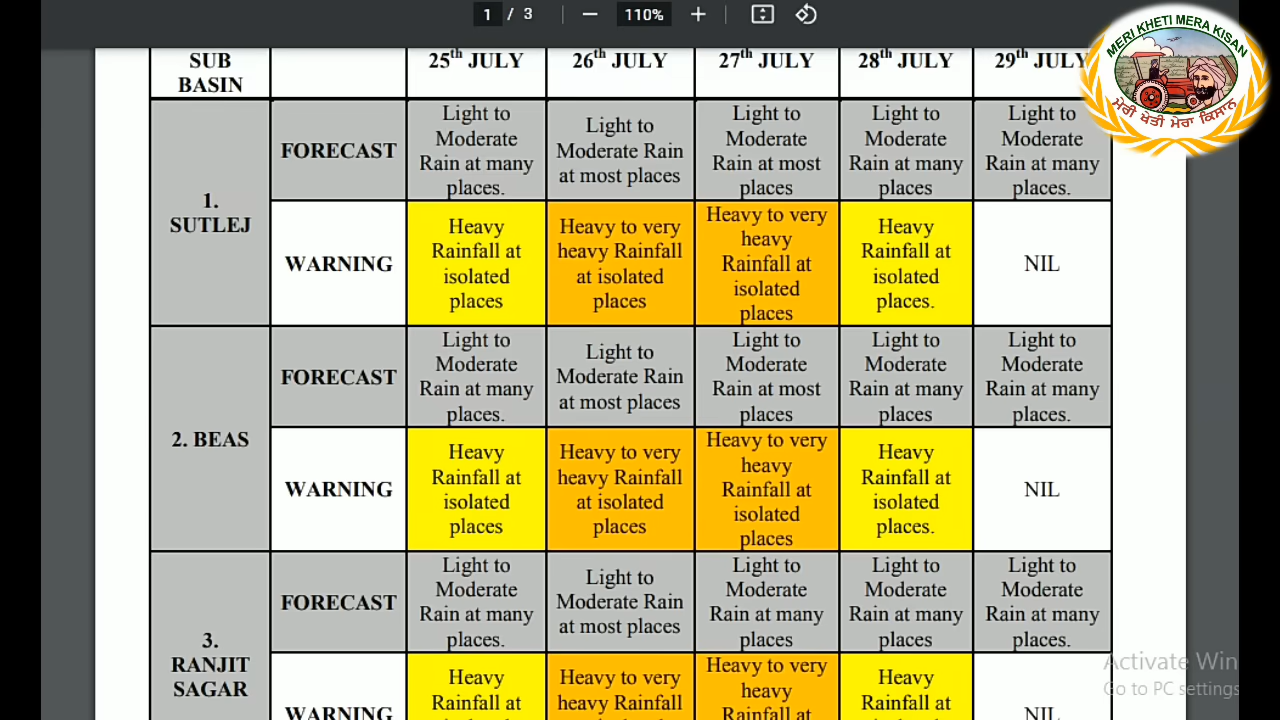 1 / 3 110%
MERI KHETI MERA KISAN
ਮੇਰੀ ਖੇਤੀ ਮੇਰਾ ਕਿਸਾਨ
SUB
BASIN
25th JULY
26th JULY
27th JULY
28th JULY
29th JULY
1.
SUTLEJ
FORECAST
Light to
Moderate
Rain at many
places.
Light to
Moderate Rain
at most places
Light to
Moderate
Rain at most
places
Light to
Moderate
Rain at many
places
Light to
Moderate
Rain at many
places.
WARNING
Heavy
Rainfall at
isolated
places
Heavy to very
heavy Rainfall
at isolated
places
Heavy to very
heavy
Rainfall at
isolated
places
Heavy
Rainfall at
isolated
places.
NIL
2. BEAS
FORECAST
Light to
Moderate
Rain at many
places.
Light to
Moderate Rain
at most places
Light to
Moderate
Rain at most
places
Light to
Moderate
Rain at many
places
Light to
Moderate
Rain at many
places.
WARNING
Heavy
Rainfall at
isolated
places
Heavy to very
heavy Rainfall
at isolated
places
Heavy to very
heavy
Rainfall at
isolated
places
Heavy
Rainfall at
isolated
places.
NIL
3.
RANJIT
SAGAR
FORECAST
Light to
Moderate
Rain at many
places.
Light to
Moderate Rain
at most places
Light to
Moderate
Rain at many
places
Light to
Moderate
Rain at many
places
Light to
Moderate
Rain at many
places.
WARNING
Heavy
Rainfall at
Heavy to very
heavy Rainfall
Heavy to very
heavy
Rainfall at
Heavy
Rainfall at
NIL
Activate Win
Go to PC settings